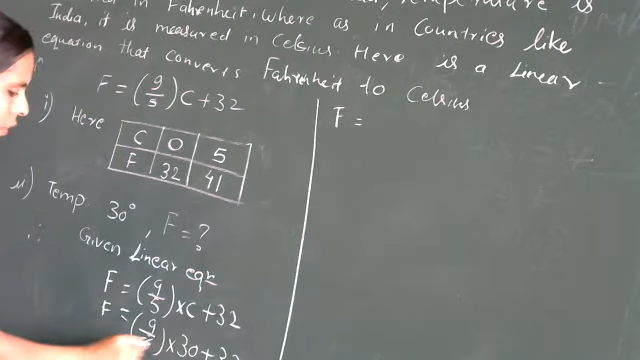 in Fahrenheit, where as in Countries like
India, it is measured in Celsius. Here is a Linear
equation that converts Fahrenheit to Celsius
F = (9/5) C + 32
i) Here
C 0 5
F 32 41
ii) Temp. 30°, F = ?
∴ Given Linear eqn
F = (9/5) × C + 32
F = (9/5) × 30 + 32
F =